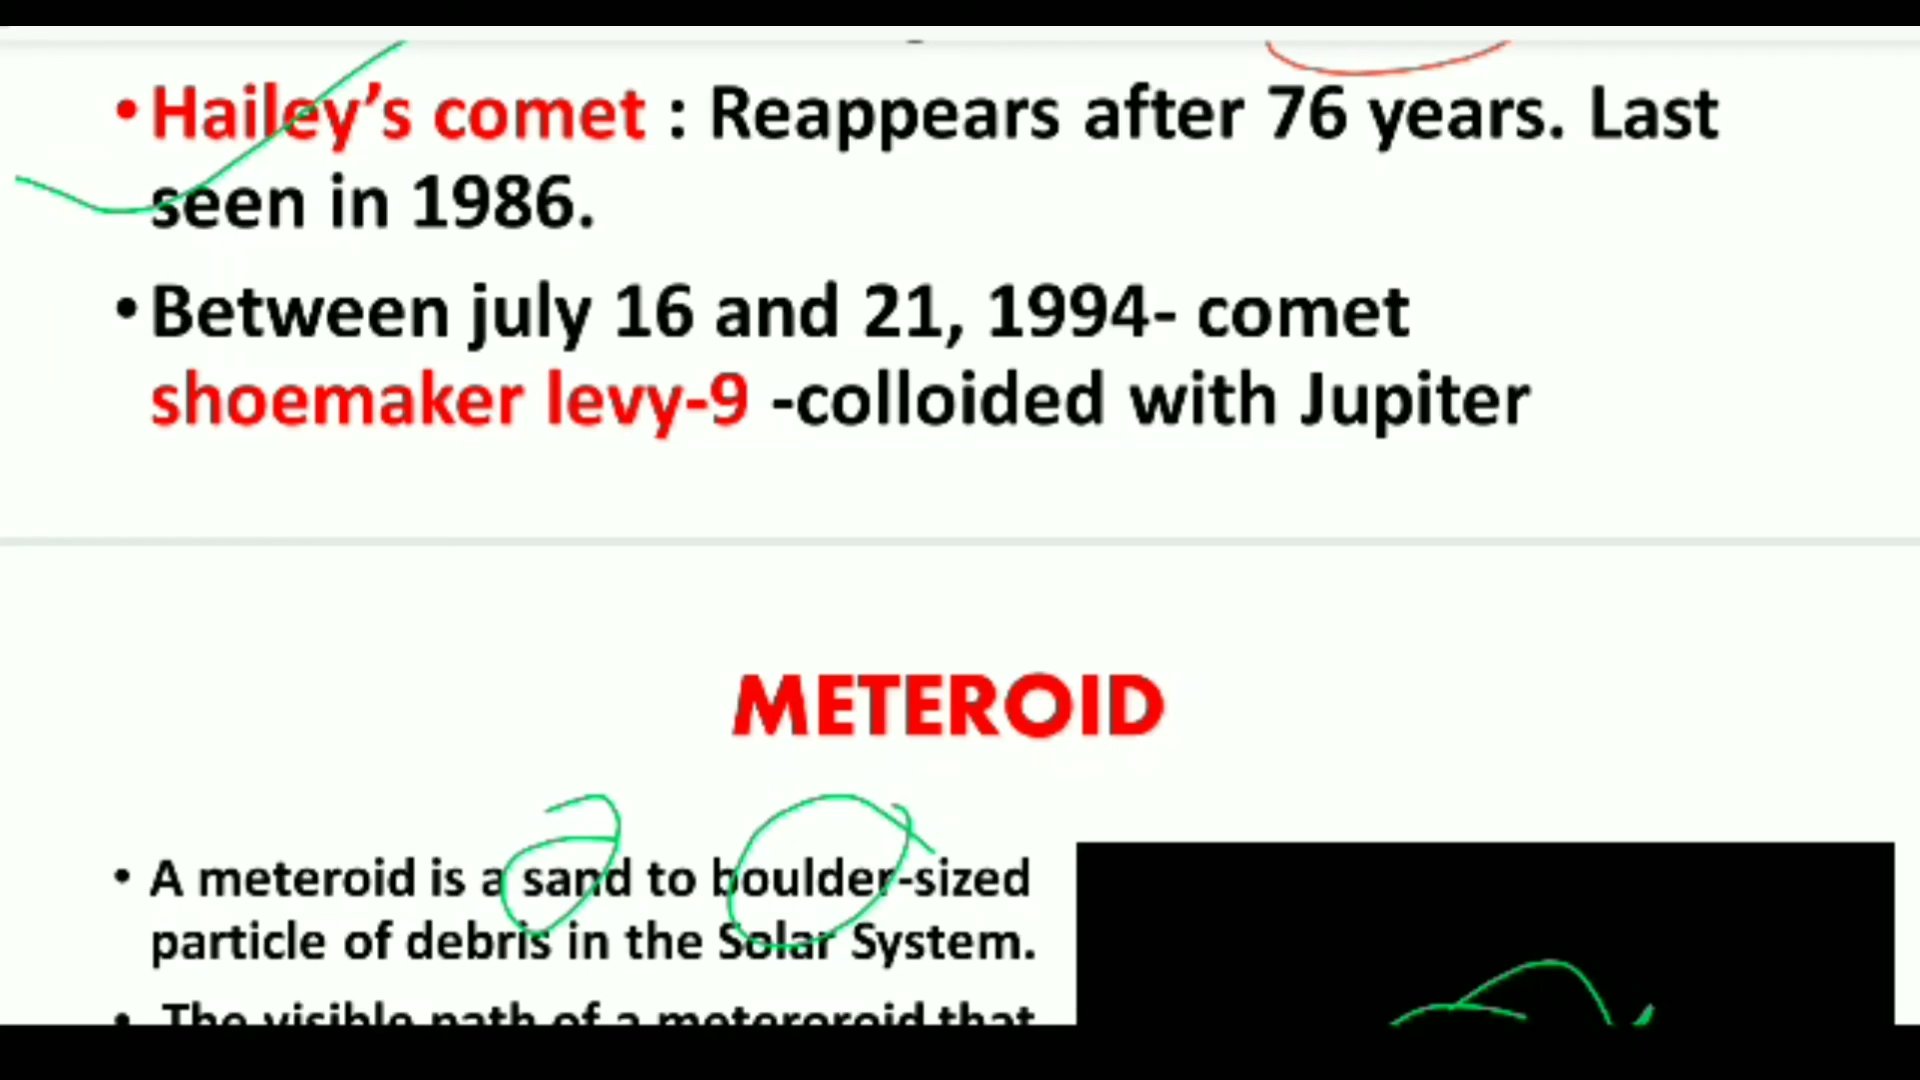 • Hailey's comet : Reappears after 76 years. Last
seen in 1986.
• Between july 16 and 21, 1994- comet
shoemaker levy-9 -colloided with Jupiter
METEROID
• A meteroid is a sand to boulder-sized
particle of debris in the Solar System.
• The visible path of a metereroid that